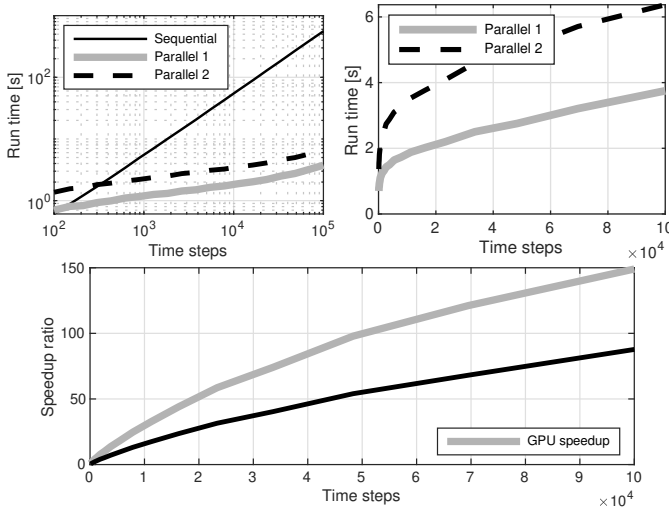 Run time [s]
10^2
10^0
Sequential
Parallel 1
Parallel 2
10^2
10^3
10^4
10^5
Time steps
Run time [s]
6
4
2
0
Parallel 1
Parallel 2
0
2
4
6
8
10
Time steps
×10^4
Speedup ratio
150
100
50
0
GPU speedup
0
1
2
3
4
5
6
7
8
9
10
Time steps
×10^4